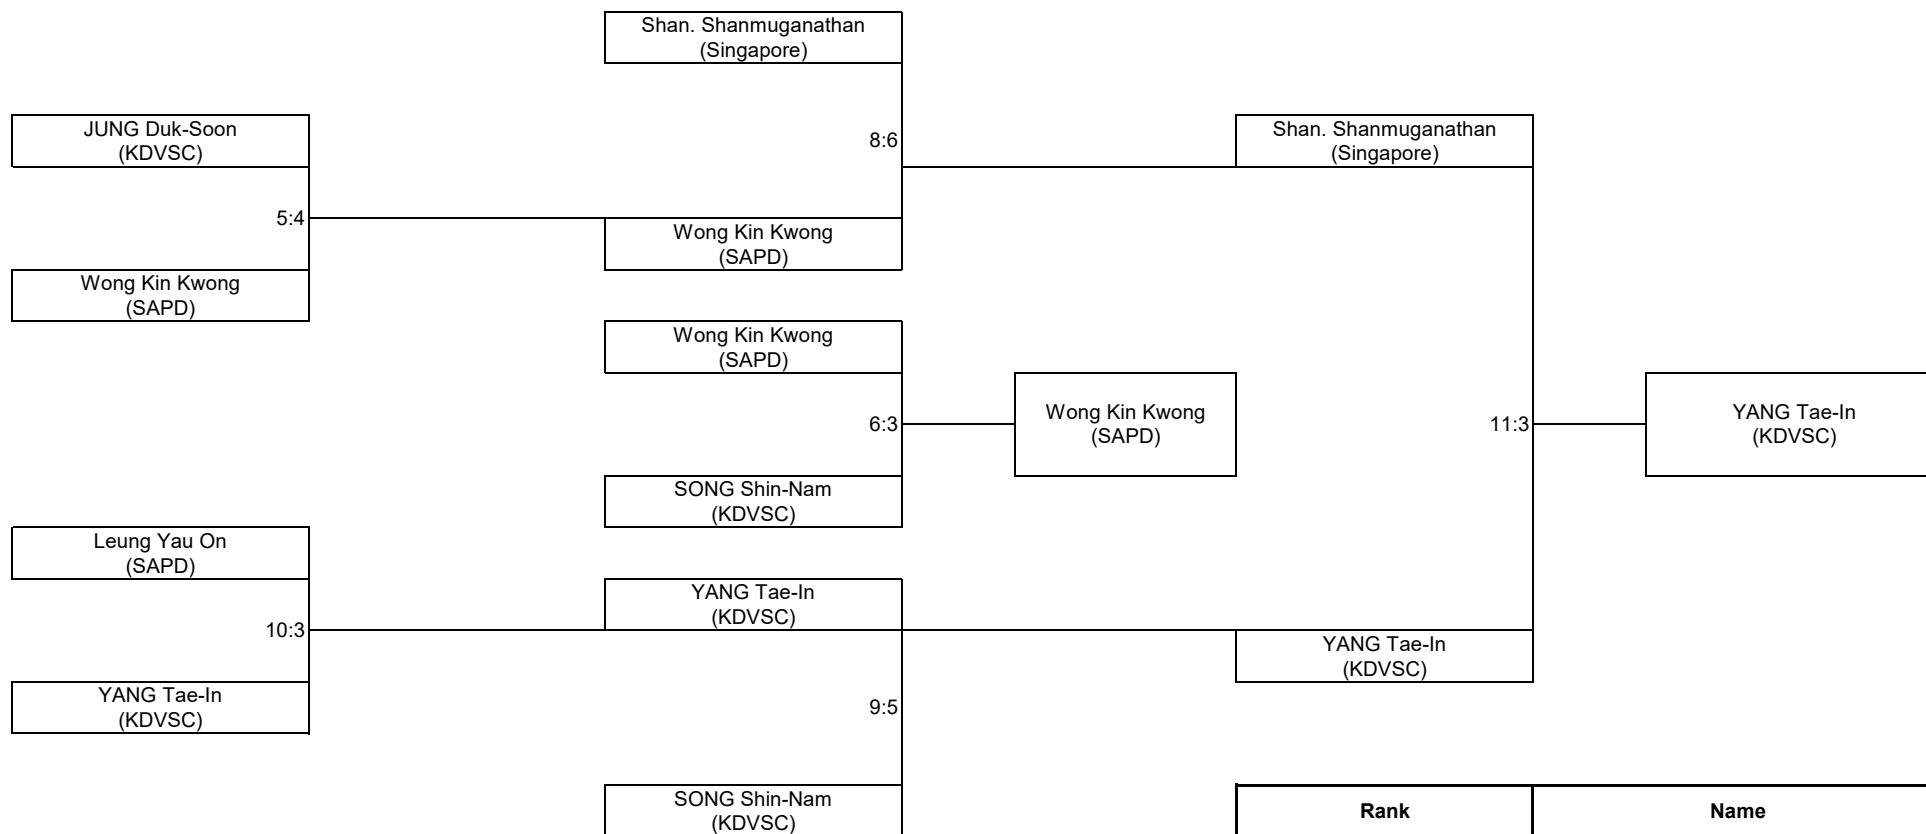 Shan. Shanmuganathan
(Singapore)
JUNG Duk-Soon
(KDVSC)
8:6
Shan. Shanmuganathan
(Singapore)
5:4
Wong Kin Kwong
(SAPD)
Wong Kin Kwong
(SAPD)
Wong Kin Kwong
(SAPD)
6:3
Wong Kin Kwong
(SAPD)
11:3
YANG Tae-In
(KDVSC)
SONG Shin-Nam
(KDVSC)
Leung Yau On
(SAPD)
YANG Tae-In
(KDVSC)
10:3
YANG Tae-In
(KDVSC)
YANG Tae-In
(KDVSC)
9:5
SONG Shin-Nam
(KDVSC)
Rank
Name